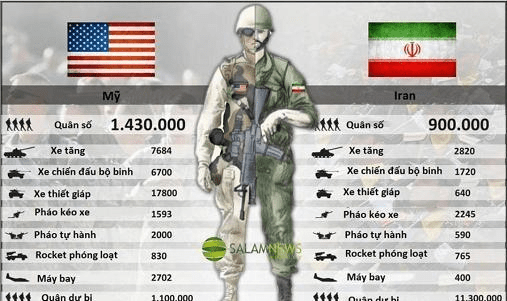 Mỹ
Iran
Quân số 1.430.000
Quân số 900.000
Xe tăng 7684
Xe tăng 2820
Xe chiến đấu bộ binh 6700
Xe chiến đấu bộ binh 1720
Xe thiết giáp 17800
Xe thiết giáp 640
Pháo kéo xe 1593
Pháo kéo xe 2245
Pháo tự hành 2000
Pháo tự hành 590
SALAMNEWS
Rocket phóng loạt 830
Rocket phóng loạt 765
Máy bay 2702
Máy bay 400
Quân dự bị 1.100.000
Quân dự bị 11.300.000